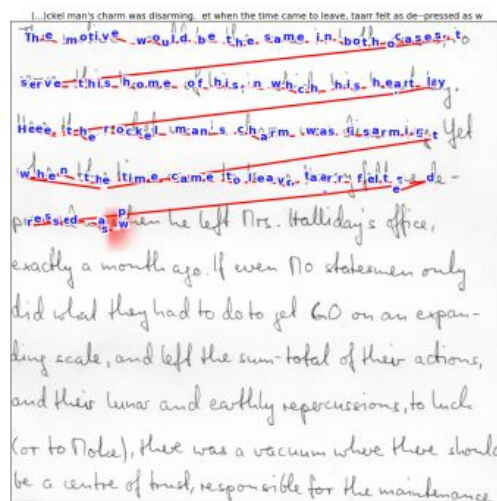 [...]ckel man's charm was disarming. et when the time came to leave, taarr felt as de--pressed as w
The motive would be the same in both cases, to
serve this home of his, in which his heart lay.
Here, the rocket man's charm was disarming. Yet
when the time came to leave, felt as de-
pressed as when he left Mrs. Halliday's office,
exactly a month ago. If even No statesmen only
did what they had to do to get GO on an expan-
ding scale, and left the sum-total of their actions,
and their lunar and earthly repercussions, to luck
(or to Moke), there was a vacuum where there should
be a centre of trust, responsible for the maintenance